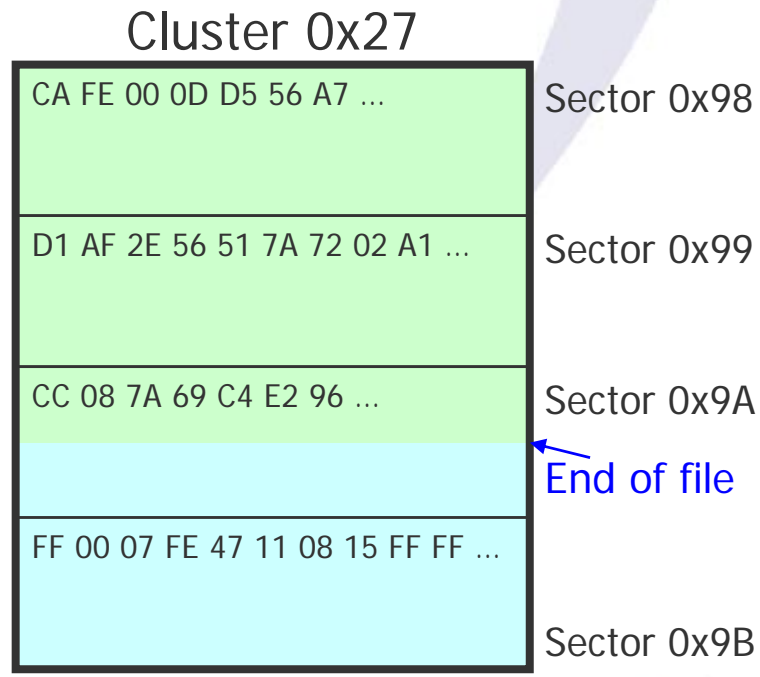 Cluster 0x27
CA FE 00 0D D5 56 A7 ...
Sector 0x98
D1 AF 2E 56 51 7A 72 02 A1 ...
Sector 0x99
CC 08 7A 69 C4 E2 96 ...
Sector 0x9A
End of file
FF 00 07 FE 47 11 08 15 FF FF ...
Sector 0x9B